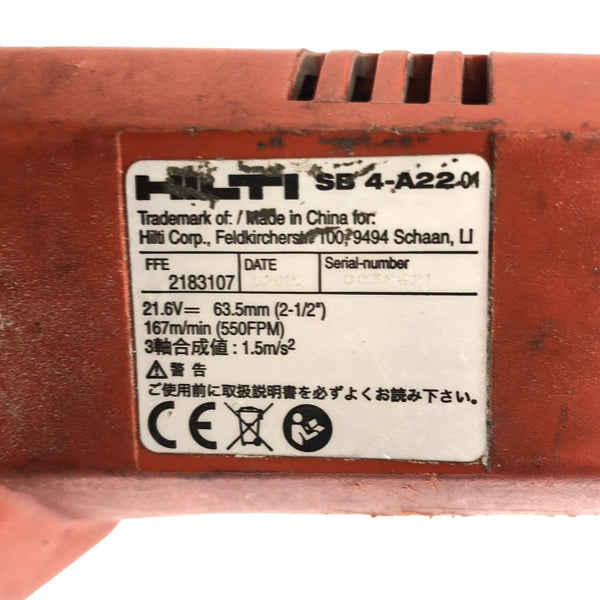 HILTI SB 4-A22-01
Trademark of: / Made in China for:
Hilti Corp., Feldkircherstr. 100, 9494 Schaan, LI
FFE DATE Serial-number
2183107
21.6V⎓ 63.5mm (2-1/2")
167m/min (550FPM)
3軸合成値 : 1.5m/s²
⚠ 警告
ご使用前に取扱説明書を必ずよくお読み下さい。
CE